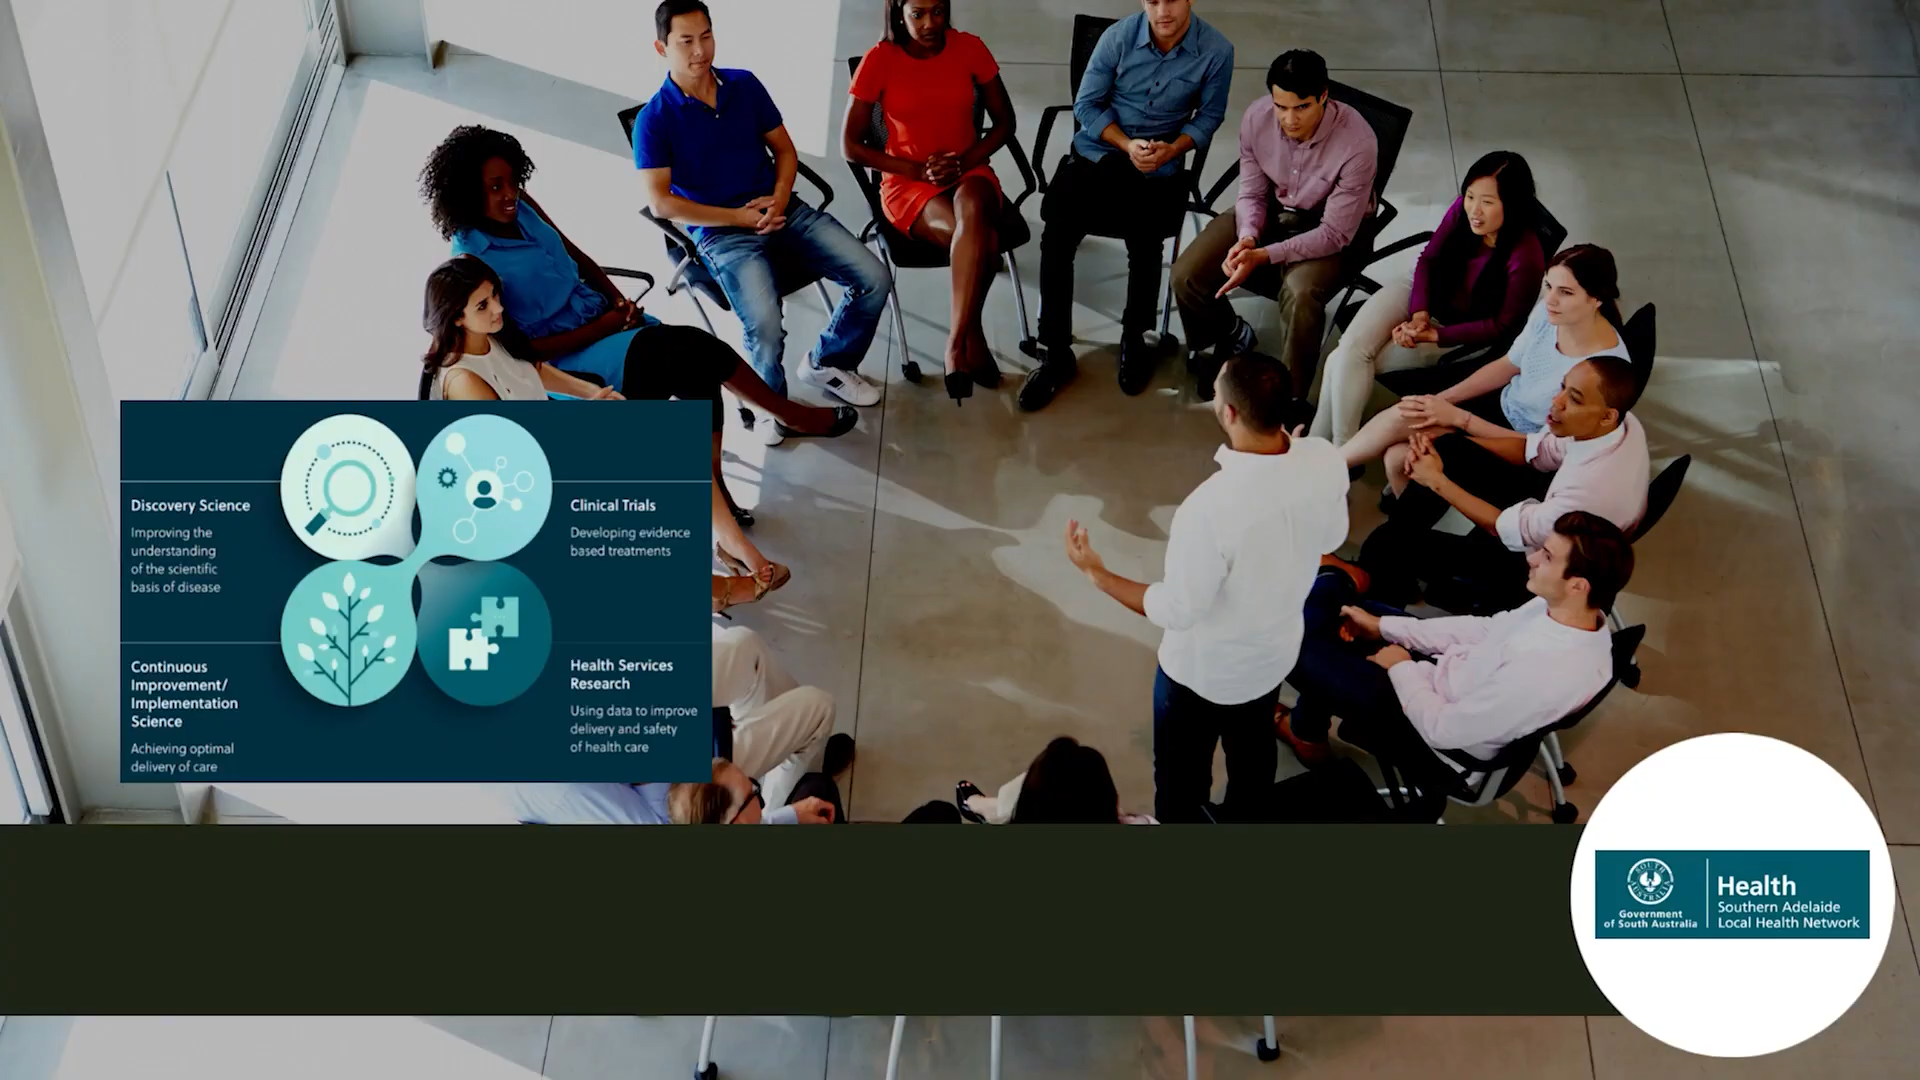 Discovery Science
Improving the
understanding
of the scientific
basis of disease
Clinical Trials
Developing evidence
based treatments
Continuous
Improvement/
Implementation
Science
Achieving optimal
delivery of care
Health Services
Research
Using data to improve
delivery and safety
of health care
SOUTH
AUSTRALIA
Government
of South Australia
Health
Southern Adelaide
Local Health Network